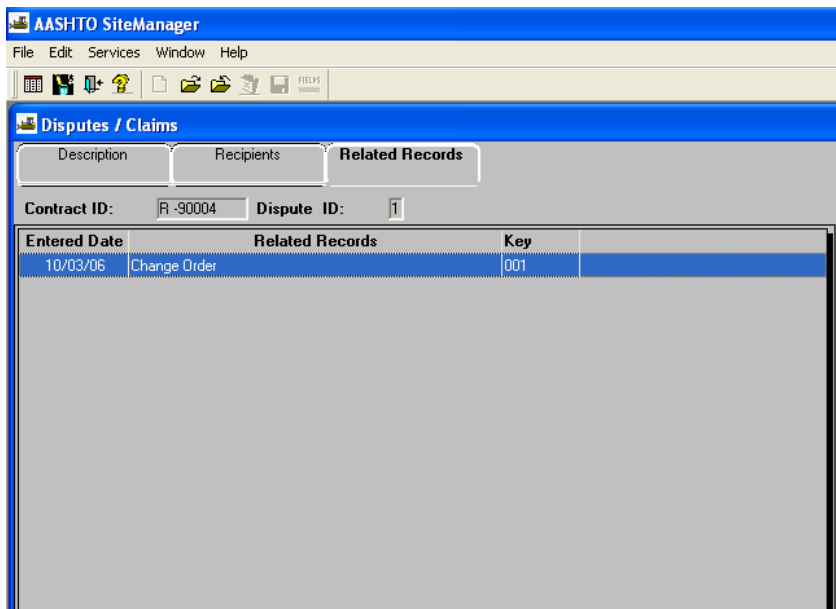 AASHTO SiteManager
File Edit Services Window Help
FIELDS
Disputes / Claims
Description Recipients Related Records
Contract ID: R -90004 Dispute ID: 1
Entered Date Related Records Key
10/03/06 Change Order 001